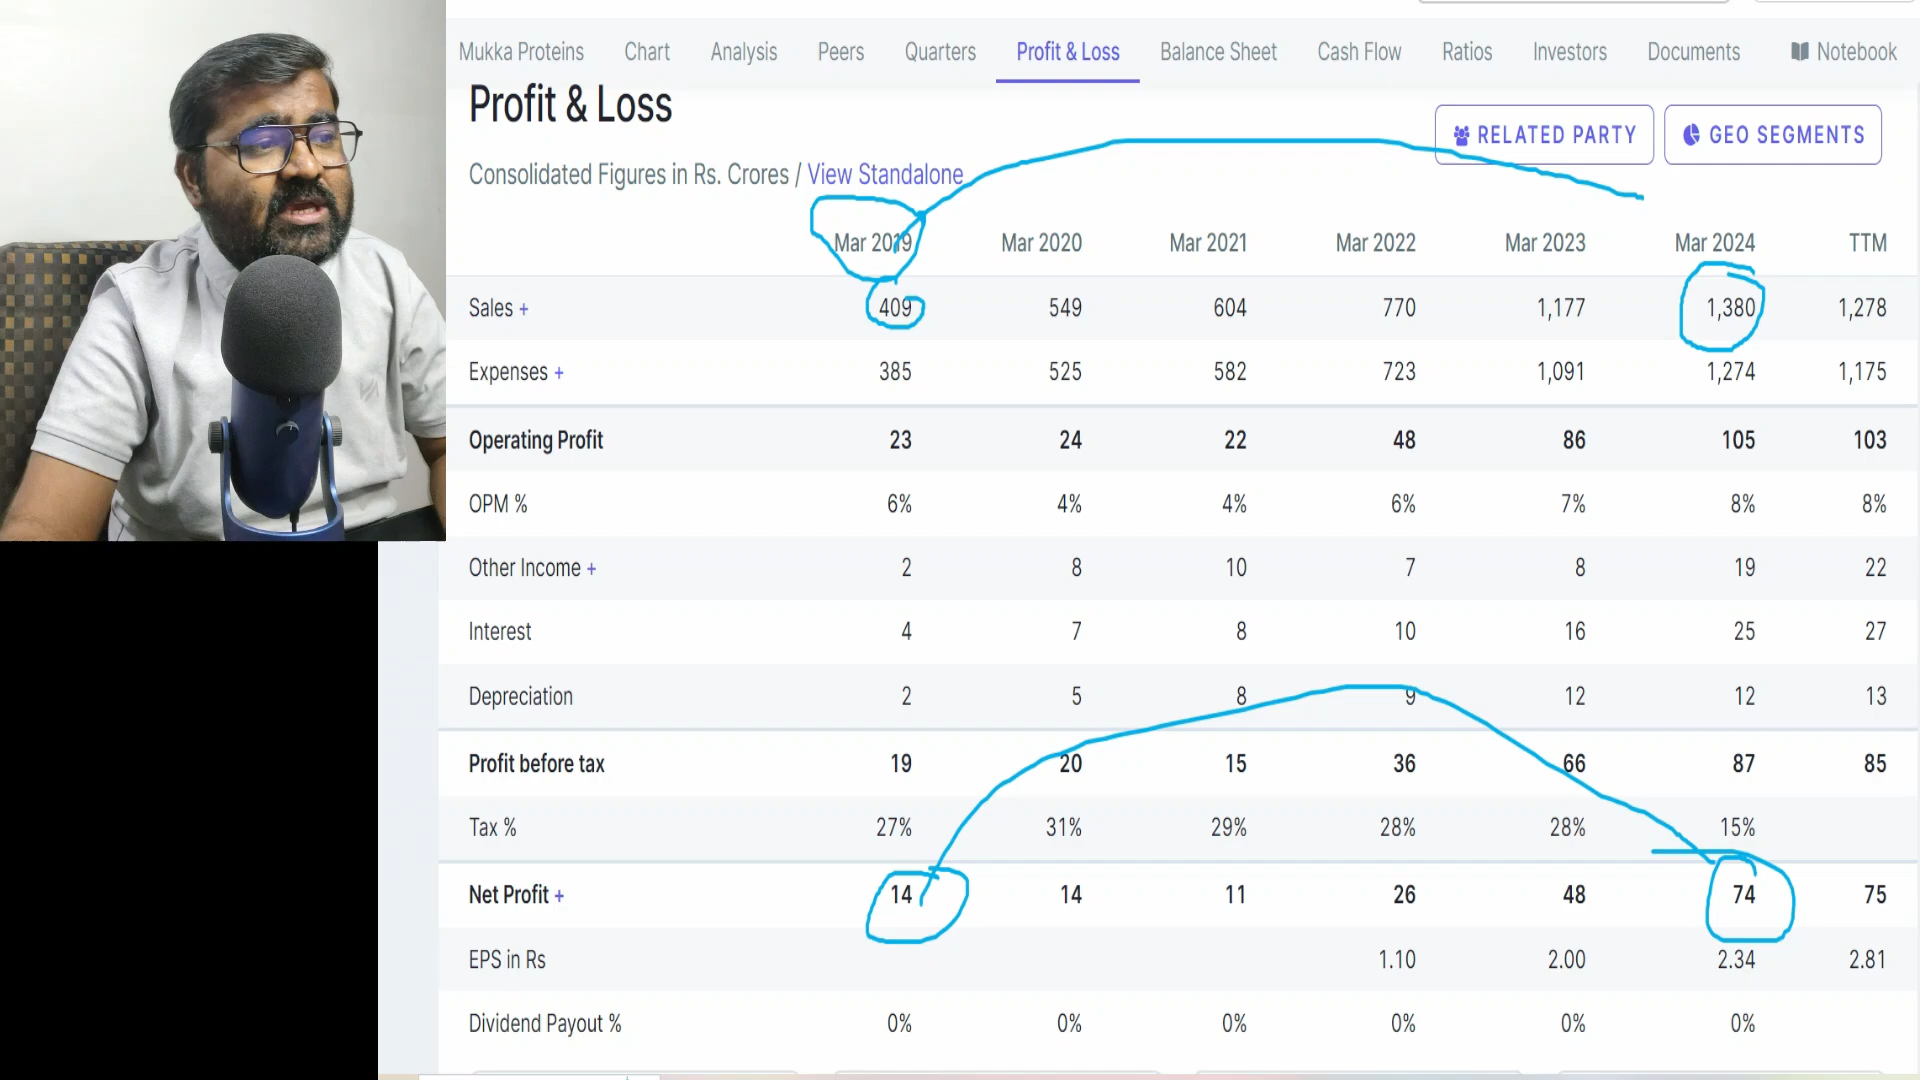 Mukka Proteins Chart Analysis Peers Quarters Profit & Loss Balance Sheet Cash Flow Ratios Investors Documents Notebook
Profit & Loss
RELATED PARTY GEO SEGMENTS
Consolidated Figures in Rs. Crores / View Standalone
Mar 2019 Mar 2020 Mar 2021 Mar 2022 Mar 2023 Mar 2024 TTM
Sales + 409 549 604 770 1,177 1,380 1,278
Expenses + 385 525 582 723 1,091 1,274 1,175
Operating Profit 23 24 22 48 86 105 103
OPM % 6% 4% 4% 6% 7% 8% 8%
Other Income + 2 8 10 7 8 19 22
Interest 4 7 8 10 16 25 27
Depreciation 2 5 8 9 12 12 13
Profit before tax 19 20 15 36 66 87 85
Tax % 27% 31% 29% 28% 28% 15%
Net Profit + 14 14 11 26 48 74 75
EPS in Rs 1.10 2.00 2.34 2.81
Dividend Payout % 0% 0% 0% 0% 0% 0%